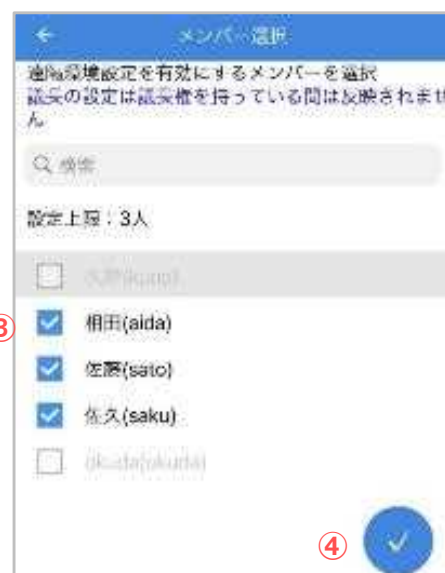 メンバー選択
遠隔環境設定を有効にするメンバーを選択
議長の設定は議長権を持っている間は反映されませ
ん
検索
設定上限：3人
③ 相田(aida)
佐藤(sato)
佐久(saku)
okuda(okuda)
④